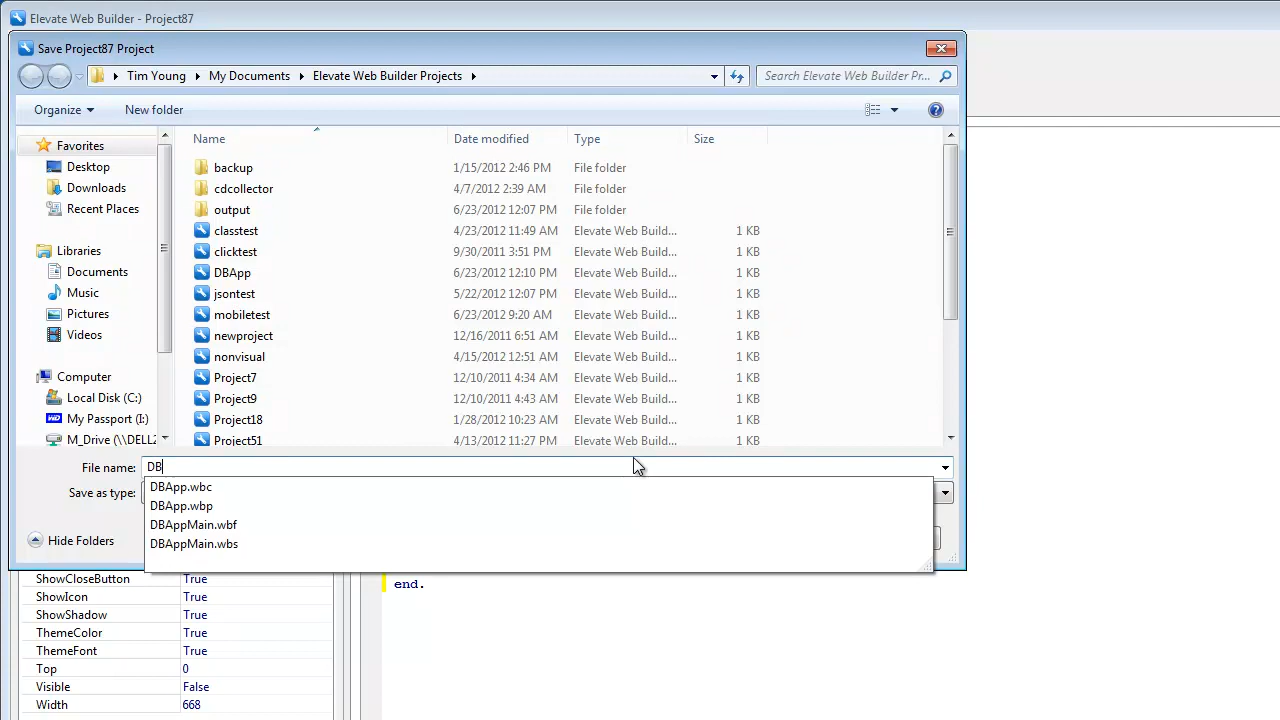 Elevate Web Builder - Project87
Save Project87 Project
Tim Young My Documents Elevate Web Builder Projects
Search Elevate Web Builder Pr...
Organize New folder
Name Date modified Type Size
Favorites
Desktop
Downloads
Recent Places
Libraries
Documents
Music
Pictures
Videos
Computer
Local Disk (C:)
My Passport (I:)
backup 1/15/2012 2:46 PM File folder
cdcollector 4/7/2012 2:39 AM File folder
output 6/23/2012 12:07 PM File folder
classtest 4/23/2012 11:49 AM Elevate Web Build... 1 KB
clicktest 9/30/2011 3:51 PM Elevate Web Build... 1 KB
DBApp 6/23/2012 12:10 PM Elevate Web Build... 1 KB
jsontest 5/22/2012 12:07 PM Elevate Web Build... 1 KB
mobiletest 6/23/2012 9:20 AM Elevate Web Build... 1 KB
newproject 12/16/2011 6:51 AM Elevate Web Build... 1 KB
nonvisual 4/15/2012 12:51 AM Elevate Web Build... 1 KB
Project7 12/10/2011 4:34 AM Elevate Web Build... 1 KB
Project9 12/10/2011 4:43 AM Elevate Web Build... 1 KB
Project18 1/28/2012 10:23 AM Elevate Web Build... 1 KB
Project51 4/13/2012 11:27 PM Elevate Web Build... 1 KB
File name: DB
Save as type:
DBApp.wbc
DBApp.wbp
DBAppMain.wbf
DBAppMain.wbs
Hide Folders
ShowCloseButton True
ShowIcon True
ShowShadow True
ThemeColor True
ThemeFont True
Top 0
Visible False
Width 668
end.